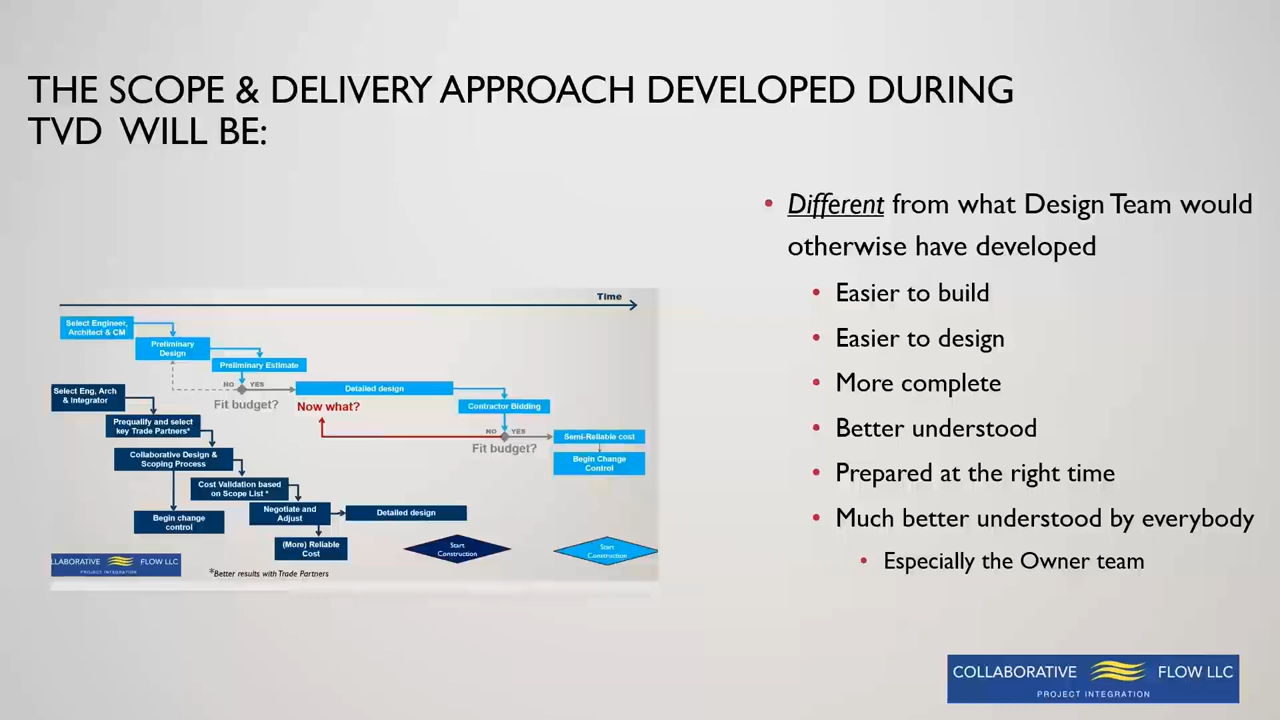 THE SCOPE & DELIVERY APPROACH DEVELOPED DURING
TVD WILL BE:
• Different from what Design Team would
otherwise have developed
• Easier to build
• Easier to design
• More complete
• Better understood
• Prepared at the right time
• Much better understood by everybody
• Especially the Owner team
Time
Select Engineer,
Architect & CM
Preliminary
Design
Preliminary Estimate
NO YES
Fit budget?
Detailed design
Now what?
Contractor Bidding
NO YES
Fit budget?
Semi-Reliable cost
Begin Change
Control
Select Eng, Arch
& Integrator
Prequalify and select
key Trade Partners*
Collaborative Design &
Scoping Process
Cost Validation based
on Scope List *
Begin change
control
Negotiate and
Adjust
Detailed design
(More) Reliable
Cost
Start
Construction
Start
Construction
LLABORATIVE FLOW LLC
PROJECT INTEGRATION
*Better results with Trade Partners
COLLABORATIVE FLOW LLC
PROJECT INTEGRATION